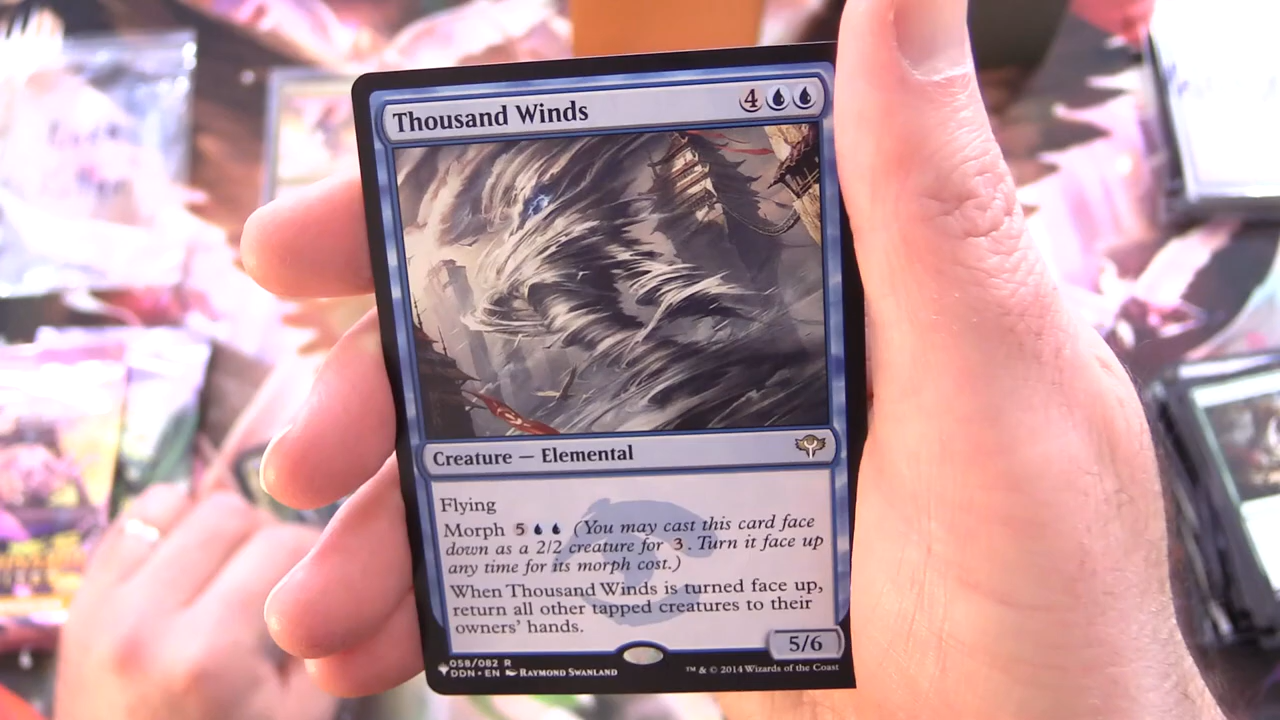 Thousand Winds 4
Creature — Elemental
Flying
Morph 5 (You may cast this card face
down as a 2/2 creature for 3. Turn it face up
any time for its morph cost.)
When Thousand Winds is turned face up,
return all other tapped creatures to their
owners' hands.
5/6
058/082 R
DDN • EN Raymond Swanland
™ & © 2014 Wizards of the Coast